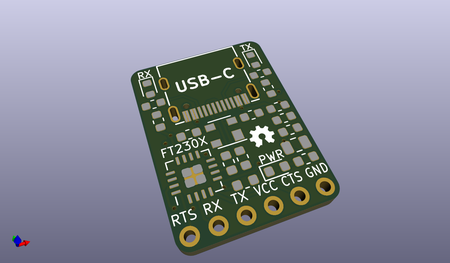 RX
TX
USB-C
FT230X
PWR
RTS RX TX VCC CTS GND